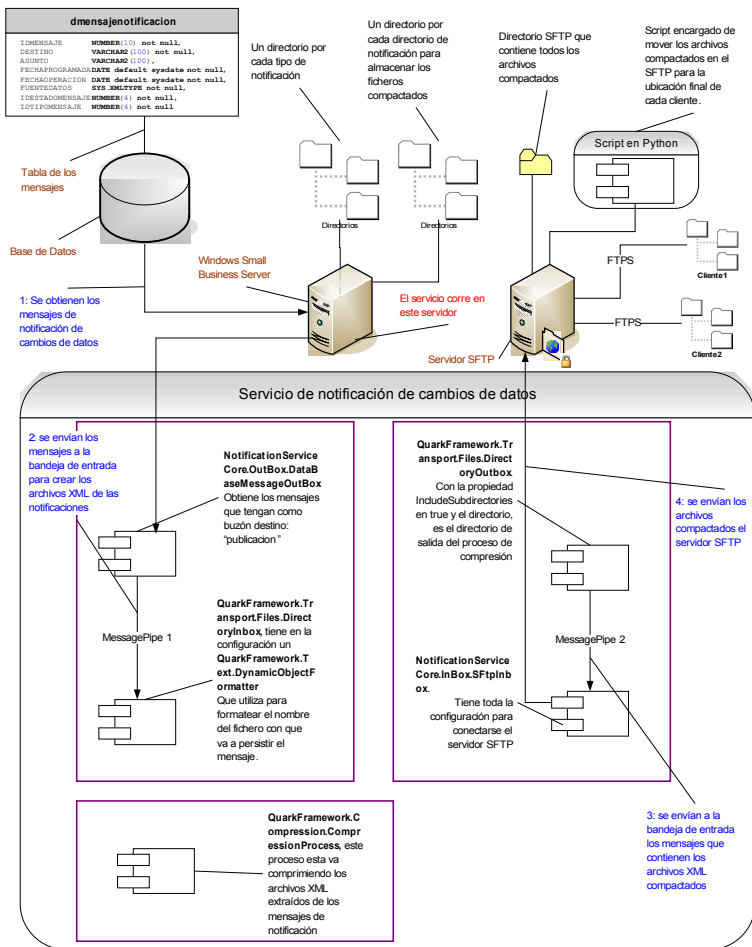 dmensajenotificacion
IDMENSAJE NUMBER(10) not null,
DESTINO VARCHAR2(100) not null,
ASUNTO VARCHAR2(100),
FECHAPROGRAMADA DATE default sysdate not null,
FECHAOPERACION DATE default sysdate not null,
FUENTEDATOS SYS.XMLTYPE not null,
IDESTADOMENSAJE NUMBER(4) not null,
IDTIPOMENSAJE NUMBER(4) not null
Un directorio por
cada tipo de
notificación
Un directorio por
cada directorio de
notificación para
almacenar los
ficheros
compactados
Directorio SFTP que
contiene todos los
archivos
compactados
Script encargado de
mover los archivos
compactados en el
SFTP para la
ubicación final de
cada cliente.
Script en Python
Tabla de los
mensajes
Directorios
Directorios
Base de Datos
Windows Small
Business Server
1: Se obtienen los
mensajes de
notificación de
cambios de datos
El servicio corre en
este servidor
Servidor SFTP
FTPS
Cliente1
FTPS
Cliente2
Servicio de notificación de cambios de datos
2: se envían los
mensajes a la
bandeja de entrada
para crear los
archivos XML de las
notificaciones
NotificationService
Core.OutBox.DataBa
seMessageOutBox
Obtiene los mensajes
que tengan como
buzón destino:
"publicacion"
MessagePipe 1
QuarkFramework.Tr
ansport.Files.Direct
oryInbox, tiene en la
configuración un
QuarkFramework.T
ext.DynamicObjectF
ormatter
Que utiliza para
formatear el nombre
del fichero con que
va a persistir el
mensaje.
QuarkFramework.Tr
ansport.Files.Direct
oryOutbox
Con la propiedad
IncludeSubdirectories
en true y el directorio,
es el directorio de
salida del proceso de
compresión
4: se envían los
archivos
compactados el
servidor SFTP
MessagePipe 2
NotificationService
Core.InBox.SFtpInb
ox.
Tiene toda la
configuración para
conectarse el
servidor SFTP
3: se envían a la
bandeja de entrada
los mensajes que
contienen los
archivos XML
compactados
QuarkFramework.C
ompression.Compr
essionProcess, este
proceso esta va
comprimiendo los
archivos XML
extraídos de los
mensajes de
notificación